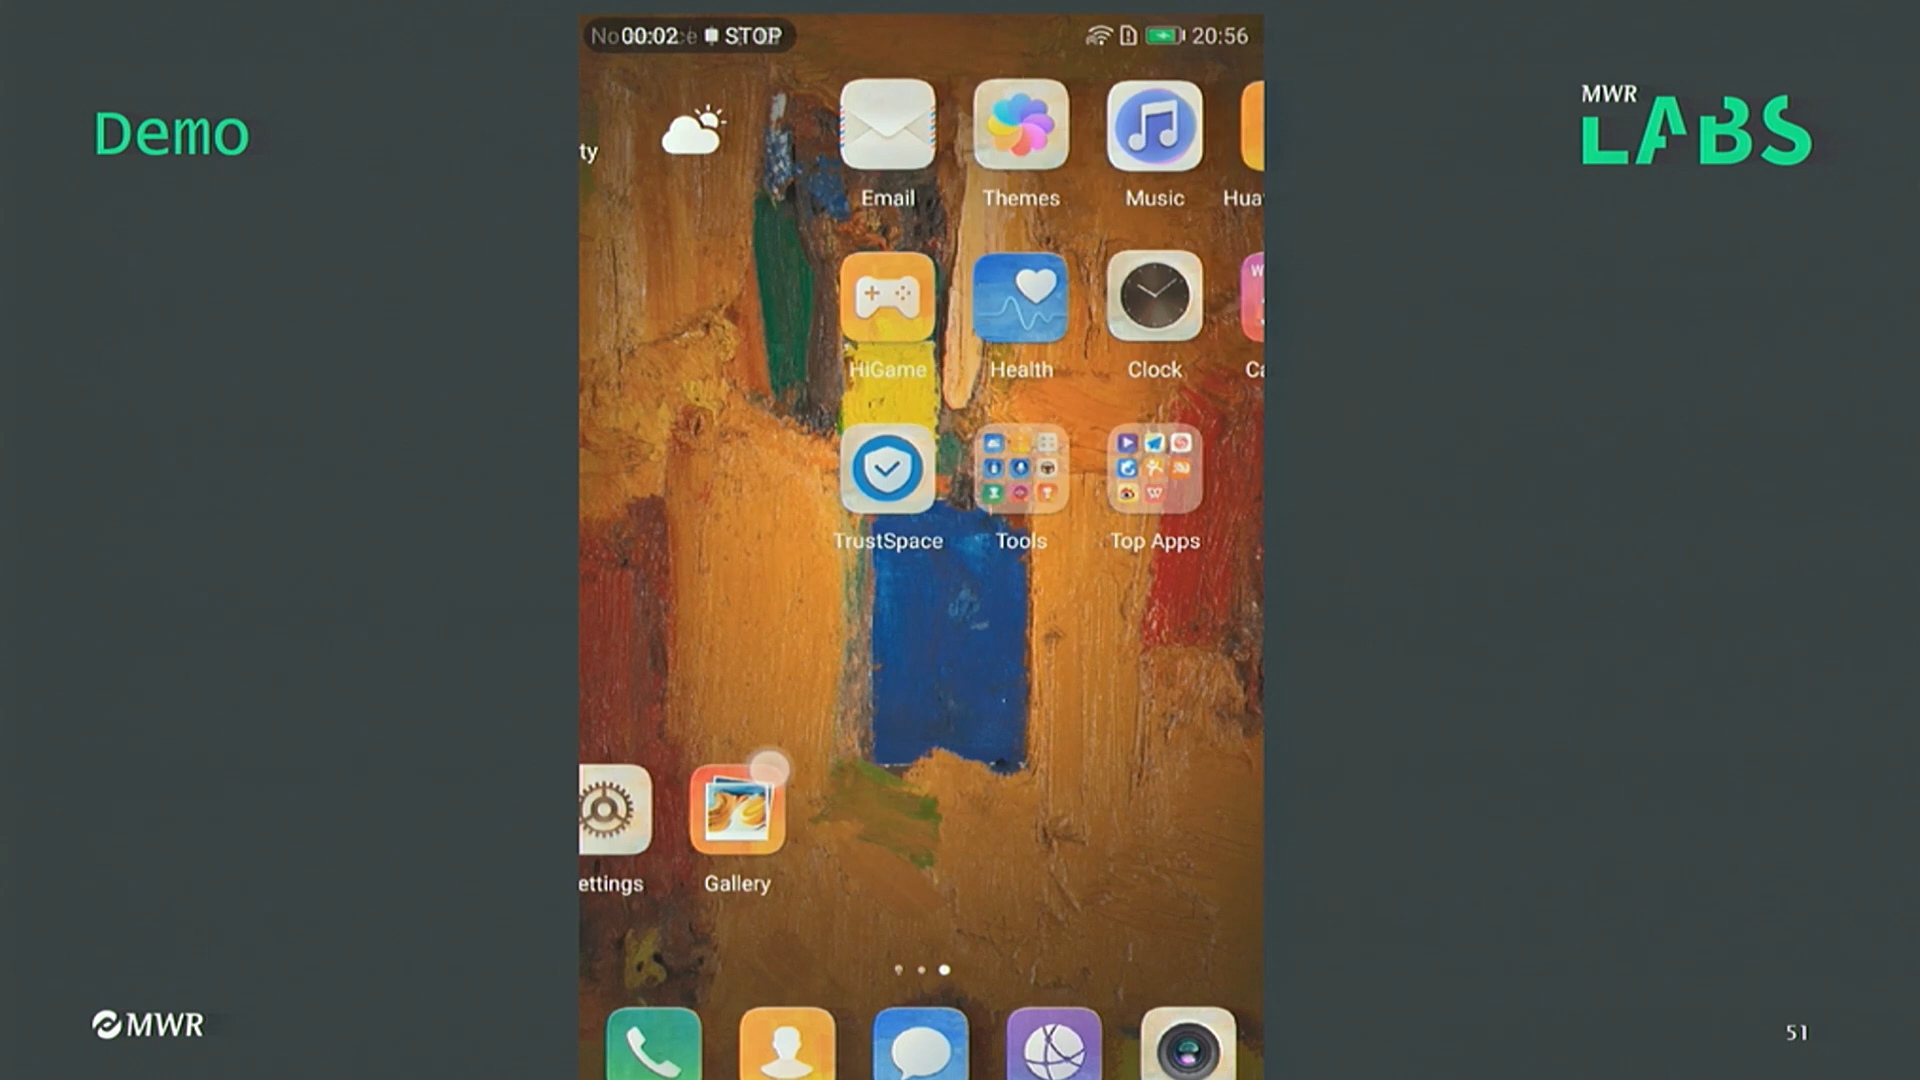 Demo
MWR
LABS
00:02 STOP
20:56
ty
Email
Themes
Music
Hua
HiGame
Health
Clock
Ca
TrustSpace
Tools
Top Apps
ettings
Gallery
MWR
51